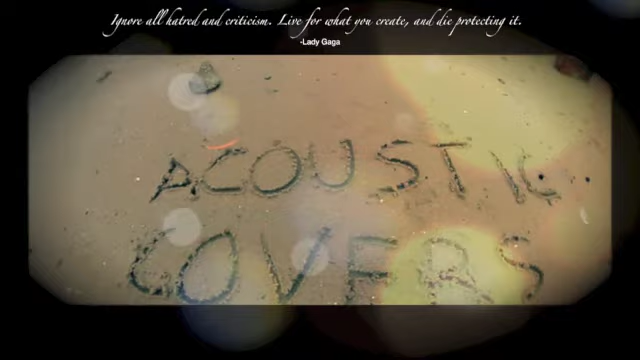 Ignore all hatred and criticism. Live for what you create, and die protecting it.
-Lady Gaga
ACOUSTIC
COVERS